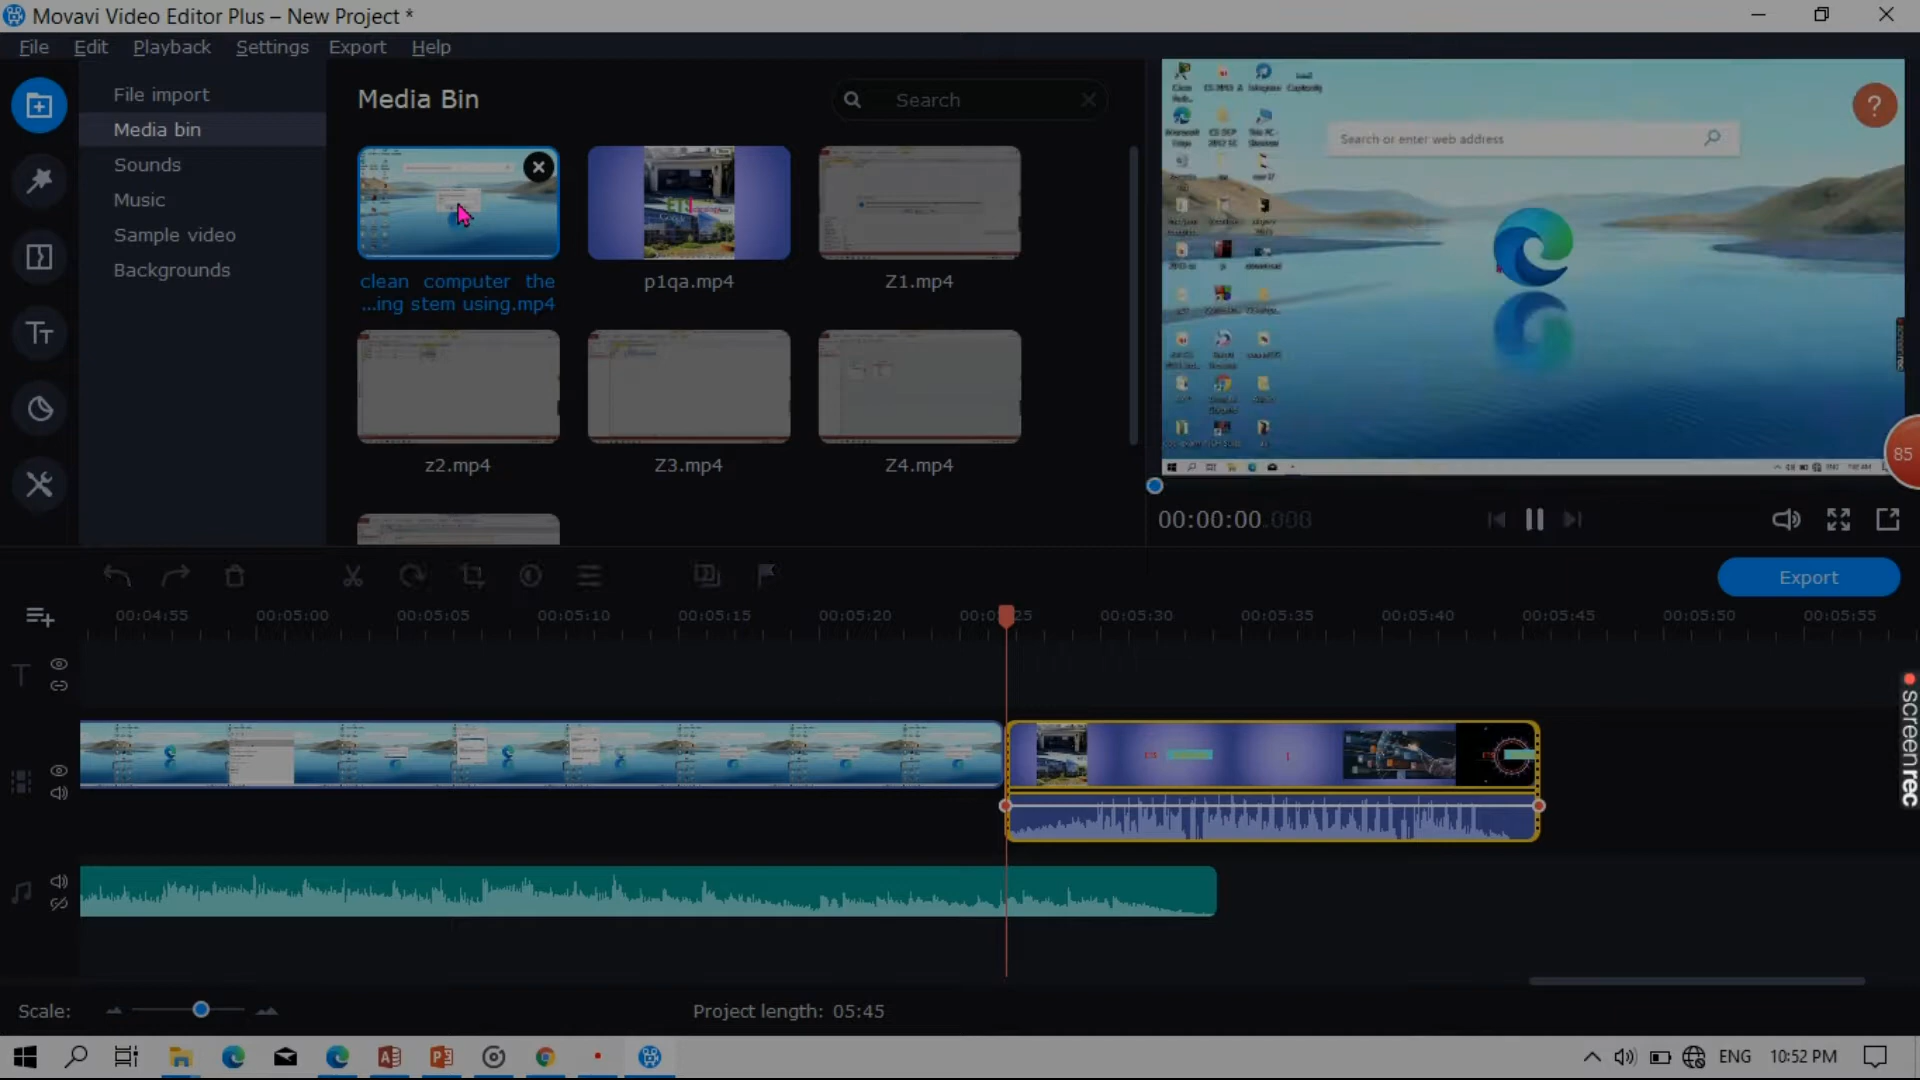 Movavi Video Editor Plus – New Project *
File Edit Playback Settings Export Help
File import
Media bin
Sounds
Music
Sample video
Backgrounds
Media Bin
Search
clean computer the
...ing stem using.mp4
p1qa.mp4
Z1.mp4
z2.mp4
Z3.mp4
Z4.mp4
Search or enter web address
?
85
00:00:00.000
Export
00:04:55 00:05:00 00:05:05 00:05:10 00:05:15 00:05:20 00:05:25 00:05:30 00:05:35 00:05:40 00:05:45 00:05:50 00:05:55
screenrec
Scale:
Project length: 05:45
ENG 10:52 PM